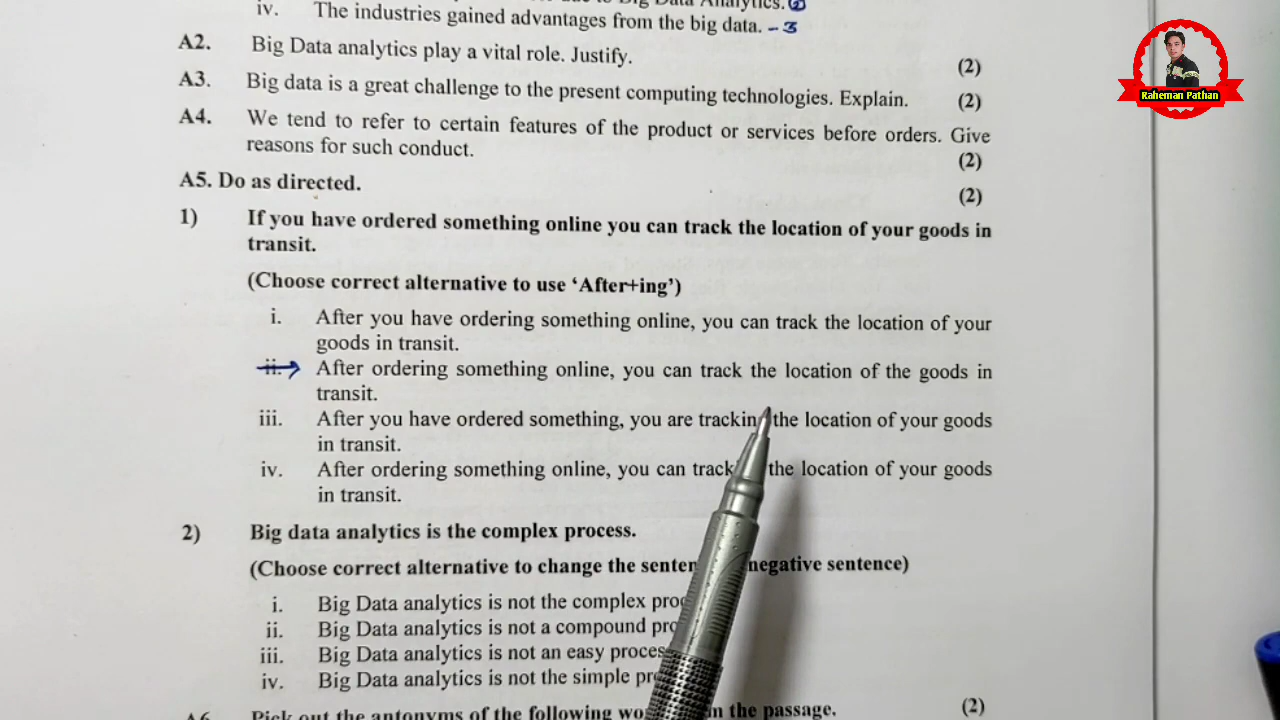 iv. The industries gained advantages from the big data. – 3
A2. Big Data analytics play a vital role. Justify. (2)
A3. Big data is a great challenge to the present computing technologies. Explain. (2)
A4. We tend to refer to certain features of the product or services before orders. Give
reasons for such conduct. (2)
A5. Do as directed. (2)
1) If you have ordered something online you can track the location of your goods in
transit.
(Choose correct alternative to use ‘After+ing’)
i. After you have ordering something online, you can track the location of your
goods in transit.
ii. After ordering something online, you can track the location of the goods in
transit.
iii. After you have ordered something, you are tracking the location of your goods
in transit.
iv. After ordering something online, you can track the location of your goods
in transit.
2) Big data analytics is the complex process.
(Choose correct alternative to change the negative sentence)
i. Big Data analytics is not the complex
ii. Big Data analytics is not a compound
iii. Big Data analytics is not an easy
iv. Big Data analytics is not the simple
Pick out the antonyms of the following the passage. (2)
Raheman Pathan